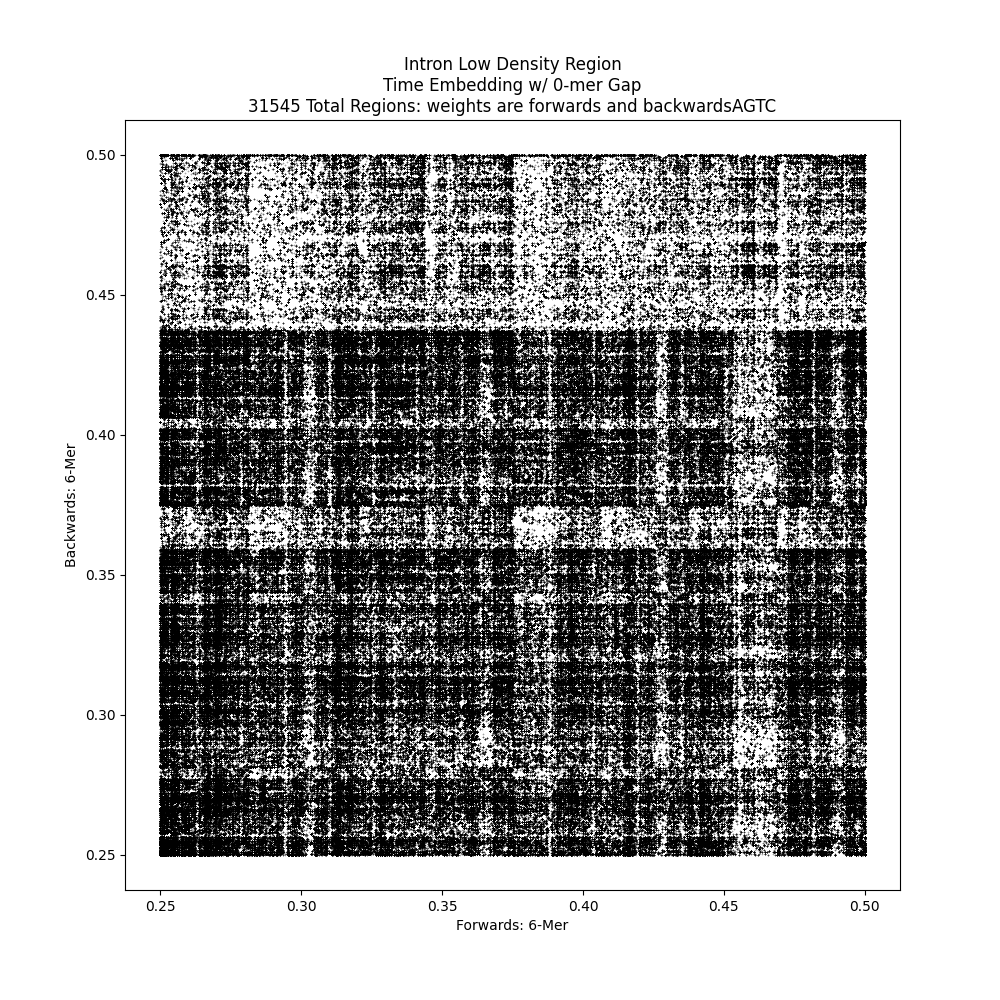 Intron Low Density Region
Time Embedding w/ 0-mer Gap
31545 Total Regions: weights are forwards and backwardsAGTC
0.50
0.45
0.40
0.35
0.30
0.25
Backwards: 6-Mer
0.25 0.30 0.35 0.40 0.45 0.50
Forwards: 6-Mer